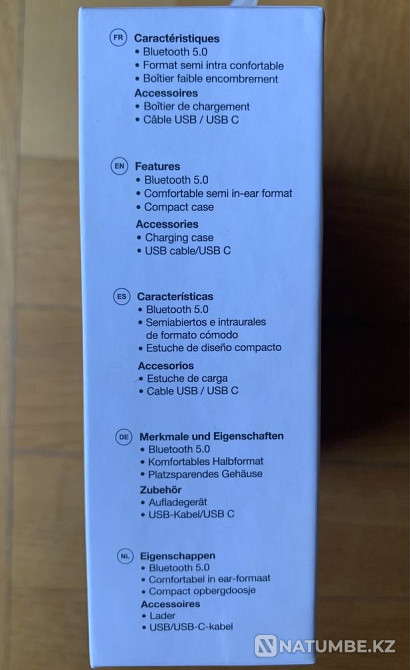 FR Caractéristiques
• Bluetooth 5.0
• Format semi intra confortable
• Boîtier faible encombrement
Accessoires
• Boîtier de chargement
• Câble USB / USB C
EN Features
• Bluetooth 5.0
• Comfortable semi in-ear format
• Compact case
Accessories
• Charging case
• USB cable/USB C
ES Características
• Bluetooth 5.0
• Semiabiertos e intraurales
de formato cómodo
• Estuche de diseño compacto
Accesorios
• Estuche de carga
• Cable USB / USB C
DE Merkmale und Eigenschaften
• Bluetooth 5.0
• Komfortables Halbformat
• Platzsparendes Gehäuse
Zubehör
• Aufladegerät
• USB-Kabel/USB C
NL Eigenschappen
• Bluetooth 5.0
• Comfortabel in ear-formaat
• Compact opbergdoosje
Accessoires
• Lader
• USB/USB-C-kabel
NATUMBE.KZ